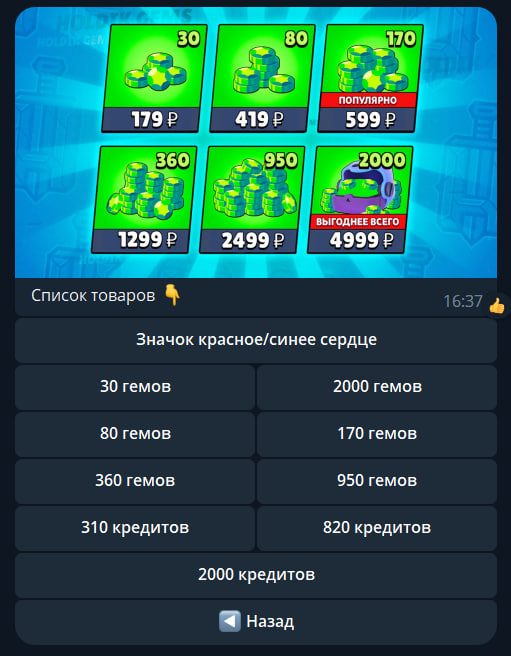 HOLDIK GEMS
30
80
170
ПОПУЛЯРНО
179 ₽
419 ₽
599 ₽
360
950
2000
ВЫГОДНЕЕ ВСЕГО
1299 ₽
2499 ₽
4999 ₽
Список товаров 👇
16:37 👍
Значок красное/синее сердце
30 гемов
2000 гемов
80 гемов
170 гемов
360 гемов
950 гемов
310 кредитов
820 кредитов
2000 кредитов
◀️ Назад